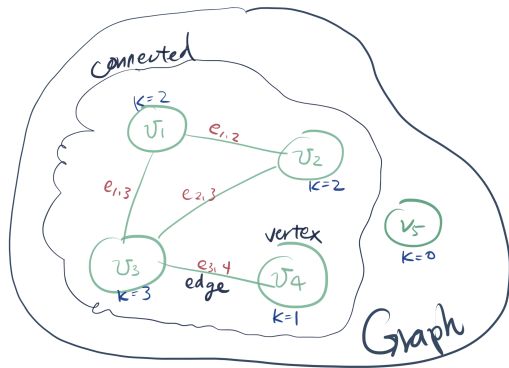 connected
K=2
v1
e1,2
v2
K=2
e1,3
e2,3
v5
K=0
vertex
v3
e3,4
v4
edge
K=3
K=1
Graph